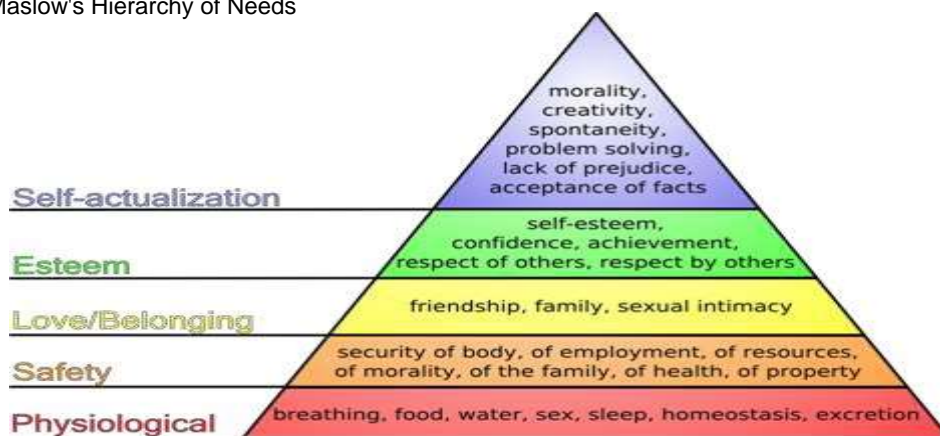 Maslow's Hierarchy of Needs
morality,
creativity,
spontaneity,
problem solving,
lack of prejudice,
acceptance of facts
Self-actualization
self-esteem,
confidence, achievement,
respect of others, respect by others
Esteem
friendship, family, sexual intimacy
Love/Belonging
security of body, of employment, of resources,
of morality, of the family, of health, of property
Safety
breathing, food, water, sex, sleep, homeostasis, excretion
Physiological